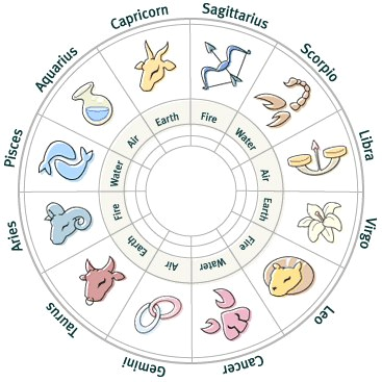 Capricorn
Sagittarius
Scorpio
Libra
Virgo
Leo
Cancer
Gemini
Taurus
Aries
Pisces
Aquarius
Earth
Fire
Water
Air
Earth
Fire
Water
Air
Earth
Fire
Water
Air